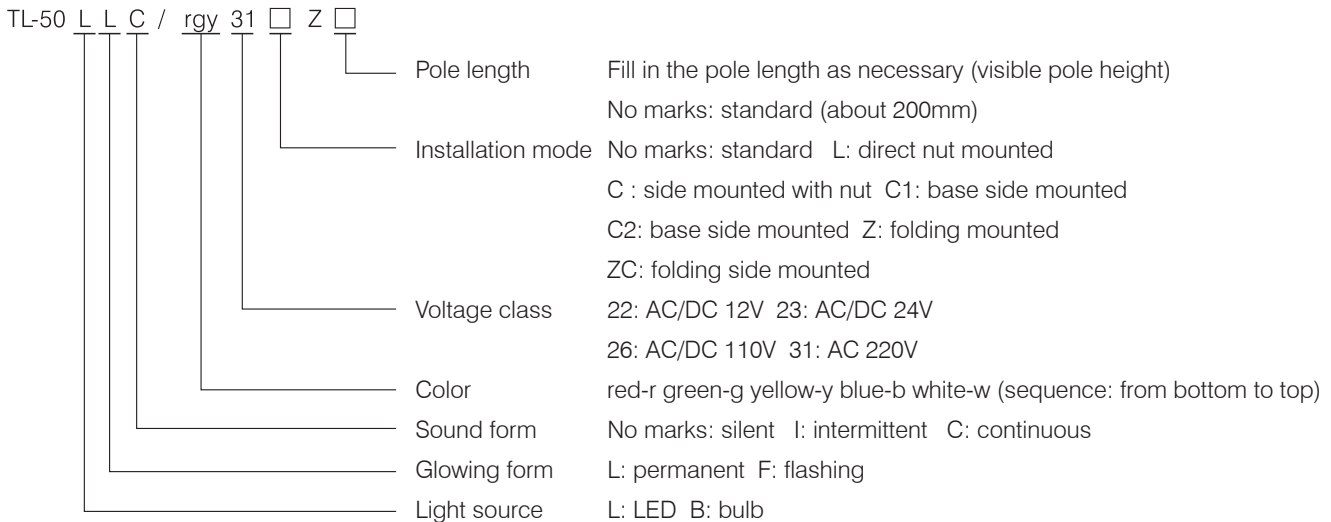 TL-50 L L C / rgy 31 □ Z □
Pole length Fill in the pole length as necessary (visible pole height)
No marks: standard (about 200mm)
Installation mode No marks: standard L: direct nut mounted
C : side mounted with nut C1: base side mounted
C2: base side mounted Z: folding mounted
ZC: folding side mounted
Voltage class 22: AC/DC 12V 23: AC/DC 24V
26: AC/DC 110V 31: AC 220V
Color red-r green-g yellow-y blue-b white-w (sequence: from bottom to top)
Sound form No marks: silent I: intermittent C: continuous
Glowing form L: permanent F: flashing
Light source L: LED B: bulb